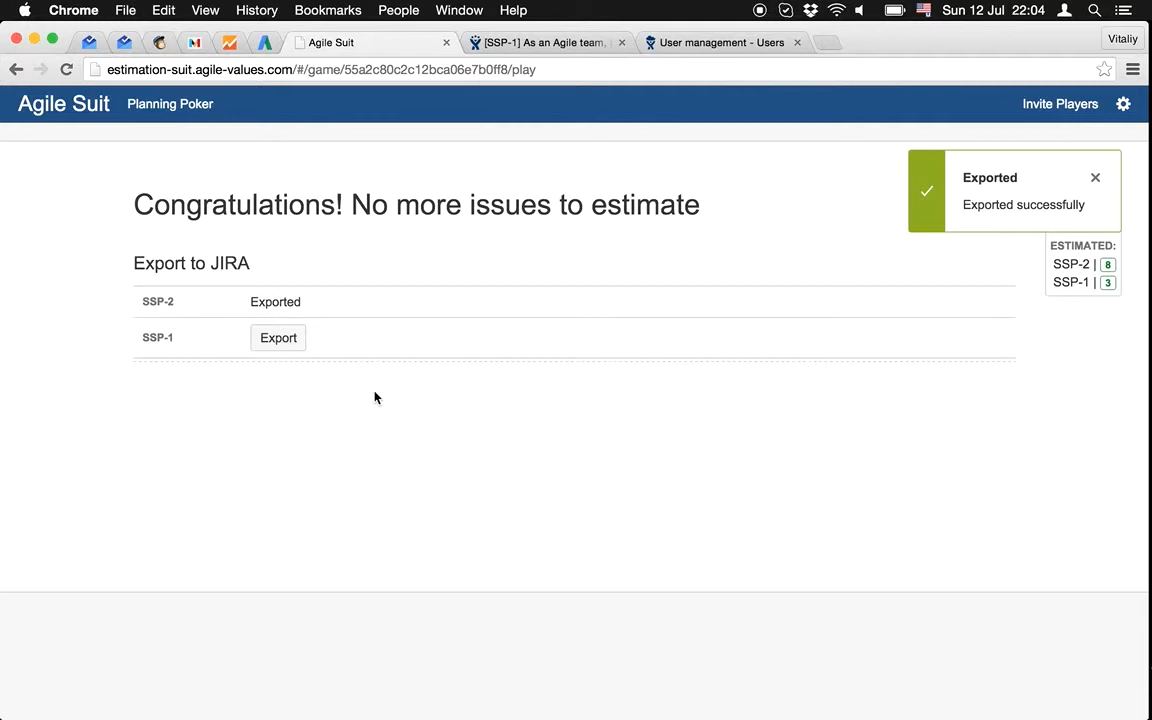 Chrome File Edit View History Bookmarks People Window Help Sun 12 Jul 22:04
Agile Suit [SSP-1] As an Agile team, User management - Users Vitaliy
estimation-suit.agile-values.com/#/game/55a2c80c2c12bca06e7b0ff8/play
Agile Suit Planning Poker Invite Players
Exported
Exported successfully
Congratulations! No more issues to estimate
ESTIMATED:
SSP-2 | 8
SSP-1 | 3
Export to JIRA
SSP-2 Exported
SSP-1 Export